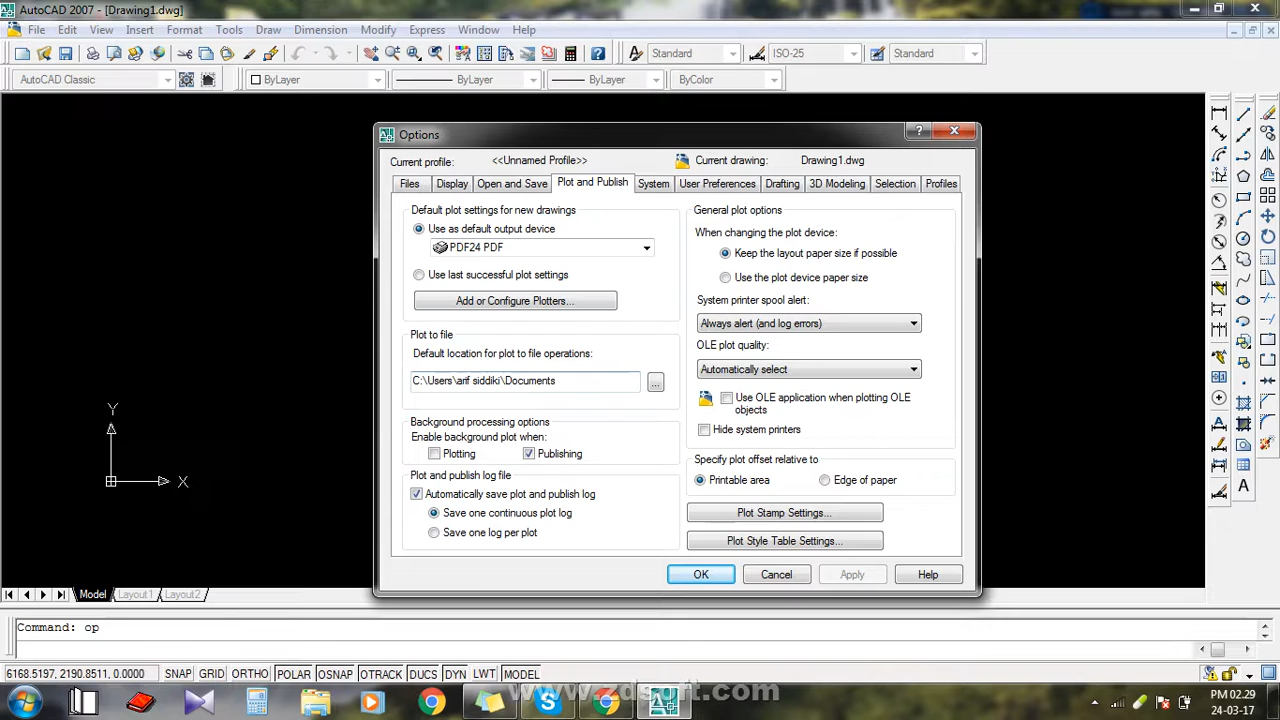 AutoCAD 2007 - [Drawing1.dwg]
File Edit View Insert Format Tools Draw Dimension Modify Express Window Help
Standard ISO-25 Standard
AutoCAD Classic ByLayer ByLayer ByLayer ByColor
Options
Current profile: <<Unnamed Profile>> Current drawing: Drawing1.dwg
Files Display Open and Save Plot and Publish System User Preferences Drafting 3D Modeling Selection Profiles
Default plot settings for new drawings
Use as default output device
PDF24 PDF
Use last successful plot settings
Add or Configure Plotters...
Plot to file
Default location for plot to file operations:
C:\Users\arif siddiki\Documents
...
Background processing options
Enable background plot when:
Plotting Publishing
Plot and publish log file
Automatically save plot and publish log
Save one continuous plot log
Save one log per plot
General plot options
When changing the plot device:
Keep the layout paper size if possible
Use the plot device paper size
System printer spool alert:
Always alert (and log errors)
OLE plot quality:
Automatically select
Use OLE application when plotting OLE
objects
Hide system printers
Specify plot offset relative to
Printable area Edge of paper
Plot Stamp Settings...
Plot Style Table Settings...
OK Cancel Apply Help
Y
X
A
Model Layout1 Layout2
Command: op
6168.5197, 2190.8511, 0.0000 SNAP GRID ORTHO POLAR OSNAP OTRACK DUCS DYN LWT MODEL
www.zdsoft.com
PM 02.29
24-03-17